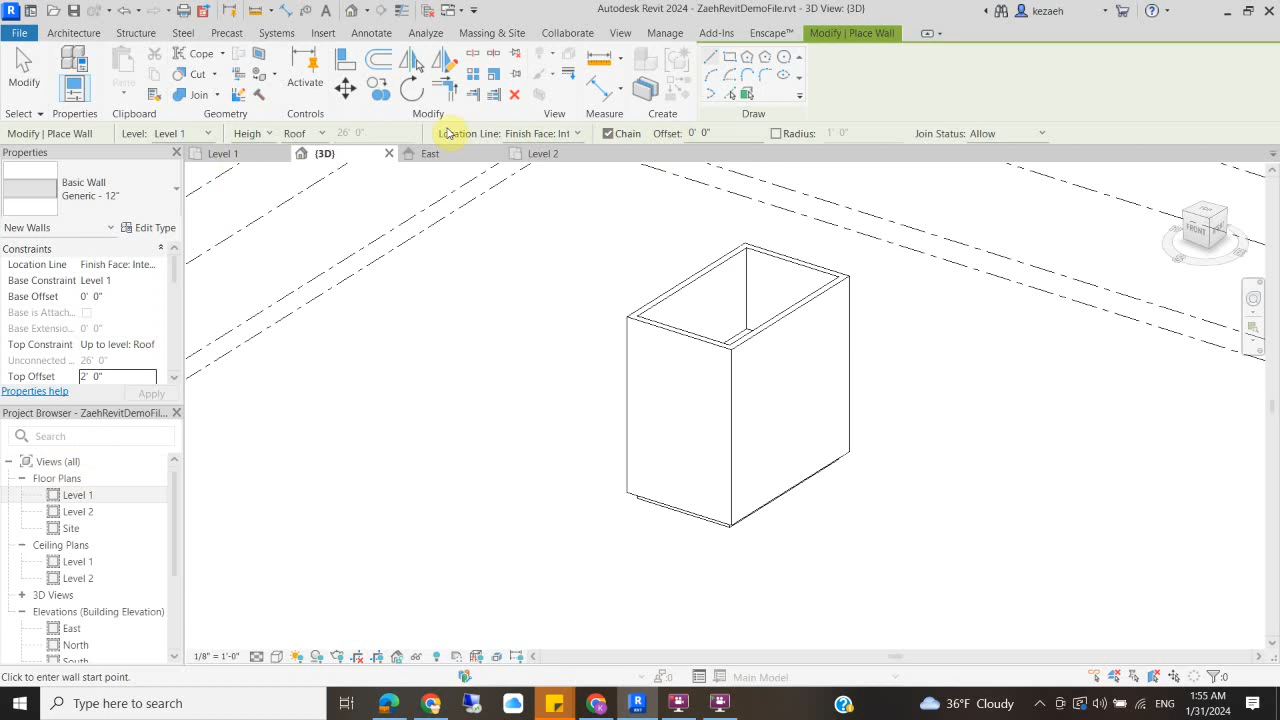 Autodesk Revit 2024 - ZaehRevitDemoFile.rvt - 3D View: {3D}
kezaeh
File Architecture Structure Steel Precast Systems Insert Annotate Analyze Massing & Site Collaborate View Manage Add-Ins Enscape™ Modify | Place Wall
Modify Paste Cope Cut Join Activate
Select Properties Clipboard Geometry Controls Modify View Measure Create Draw
Modify | Place Wall Level: Level 1 Heigh Roof 26' 0" Location Line: Finish Face: Int Chain Offset: 0' 0" Radius: 1' 0" Join Status: Allow
Properties
Level 1 {3D} East Level 2
Basic Wall
Generic - 12"
New Walls Edit Type
Constraints
Location Line Finish Face: Inte...
Base Constraint Level 1
Base Offset 0' 0"
Base is Attach...
Base Extensio... 0' 0"
Top Constraint Up to level: Roof
Unconnected ... 26' 0"
Top Offset 2' 0"
Properties help Apply
Project Browser - ZaehRevitDemoFil...
Search
Views (all)
Floor Plans
Level 1
Level 2
Site
Ceiling Plans
Level 1
Level 2
3D Views
Elevations (Building Elevation)
East
North
South
FRONT
1/8" = 1'-0"
Click to enter wall start point.
:0 Main Model :0
Type here to search
36°F Cloudy
ENG
1:55 AM
1/31/2024